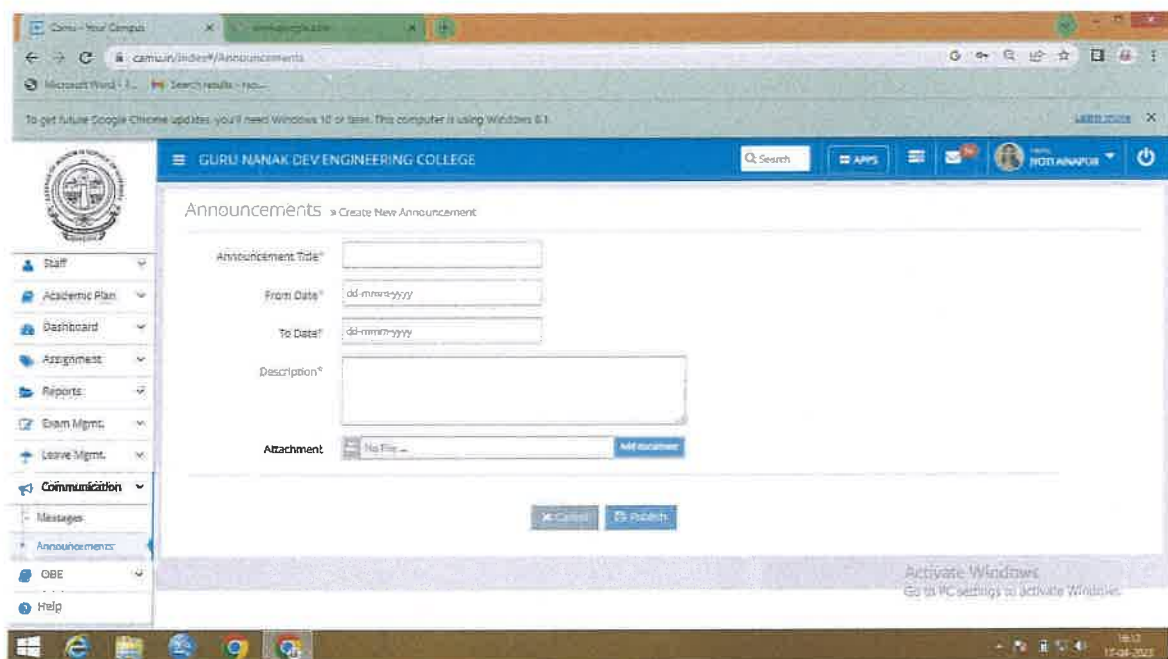 Camu - Your Campus
camu.in/index#/Announcements
Microsoft Word - 
Search results -
To get future Google Chrome updates, you'll need Windows 10 or later. This computer is using Windows 8.1
Learn more
GURU NANAK DEV ENGINEERING COLLEGE
Search
APPS
JYOTI AINAPUR
Announcements » Create New Announcement
Announcement Title*
From Date*
dd-mmm-yyyy
To Date*
dd-mmm-yyyy
Description*
Attachment
No File ...
Add document
Cancel
Publish
Staff
Academic Plan
Dashboard
Assignment
Reports
Exam Mgmt.
Leave Mgmt.
Communication
Messages
Announcements
OBE
Help
Activate Windows
Go to PC settings to activate Windows.